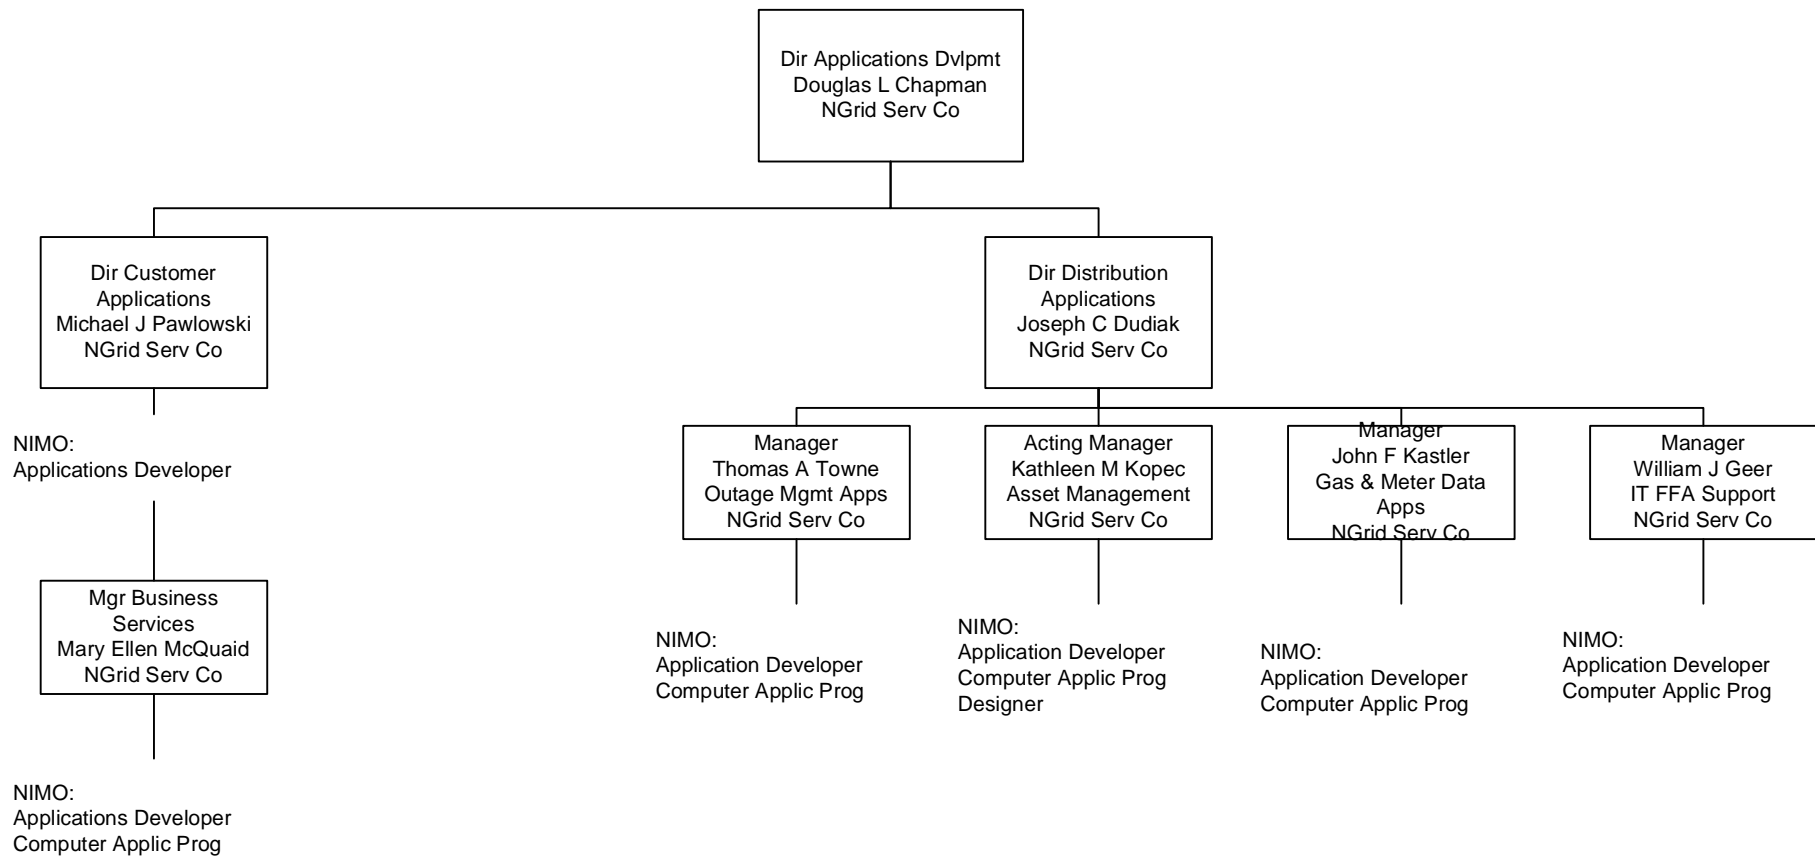 Dir Applications Dvlpmt
Douglas L Chapman
NGrid Serv Co
Dir Customer
Applications
Michael J Pawlowski
NGrid Serv Co
Dir Distribution
Applications
Joseph C Dudiak
NGrid Serv Co
NIMO:
Applications Developer
Manager
Thomas A Towne
Outage Mgmt Apps
NGrid Serv Co
Acting Manager
Kathleen M Kopec
Asset Management
NGrid Serv Co
Manager
John F Kastler
Gas & Meter Data
Apps
NGrid Serv Co
Manager
William J Geer
IT FFA Support
NGrid Serv Co
Mgr Business
Services
Mary Ellen McQuaid
NGrid Serv Co
NIMO:
Application Developer
Computer Applic Prog
NIMO:
Application Developer
Computer Applic Prog
Designer
NIMO:
Application Developer
Computer Applic Prog
NIMO:
Application Developer
Computer Applic Prog
NIMO:
Applications Developer
Computer Applic Prog